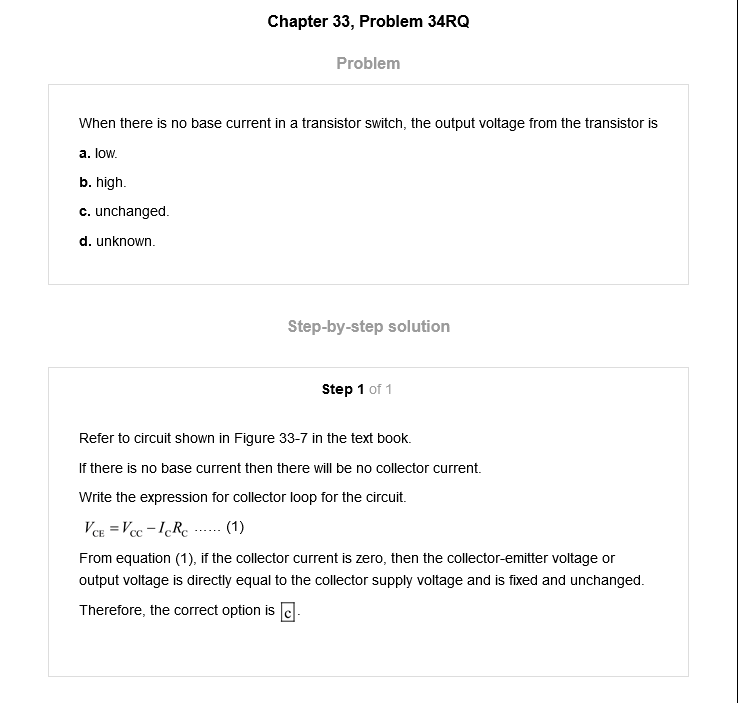 Chapter 33, Problem 34RQ
Problem
When there is no base current in a transistor switch, the output voltage from the transistor is
a. low.
b. high.
c. unchanged.
d. unknown.
Step-by-step solution
Step 1 of 1
Refer to circuit shown in Figure 33-7 in the text book.
If there is no base current then there will be no collector current.
Write the expression for collector loop for the circuit.
V_CE = V_CC − I_C R_C ...... (1)
From equation (1), if the collector current is zero, then the collector-emitter voltage or
output voltage is directly equal to the collector supply voltage and is fixed and unchanged.
Therefore, the correct option is c.